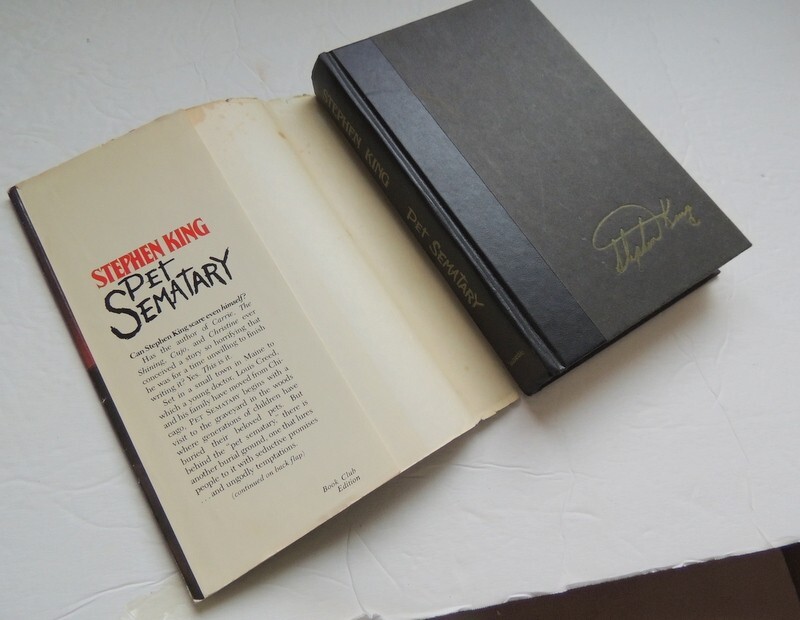 STEPHEN KING
PET
SEMATARY
Can Stephen King scare even himself?
Has the author of Carrie, The
Shining, Cujo, and Christine ever
conceived a story so horrifying that
he was for a time unwilling to finish
writing it? Yes. This is it.
Set in a small town in Maine to
which a young doctor, Louis Creed,
and his family have moved from Chi-
cago, PET SEMATARY begins with a
visit to the graveyard in the woods
where generations of children have
buried their beloved pets. But
behind the "pet sematary," there is
another burial ground, one that lures
people to it with seductive promises
... and ungodly temptations.
(continued on back flap)
Book Club
Edition
STEPHEN KING
PET SEMATARY
Stephen King